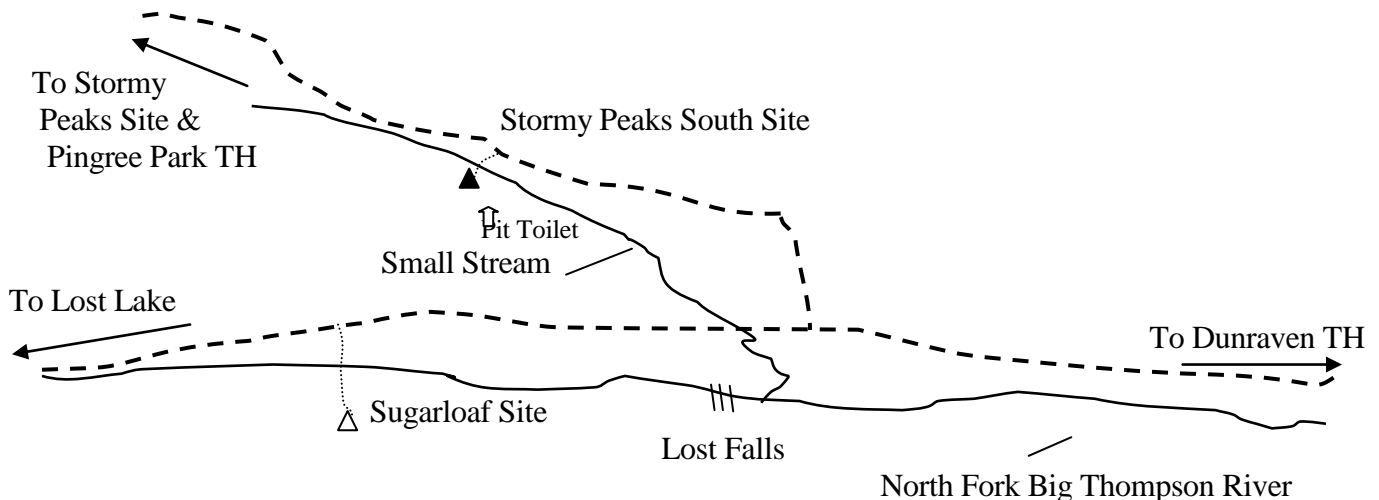 To Stormy
Peaks Site &
Pingree Park TH
Stormy Peaks South Site
Pit Toilet
Small Stream
To Lost Lake
To Dunraven TH
Sugarloaf Site
Lost Falls
North Fork Big Thompson River